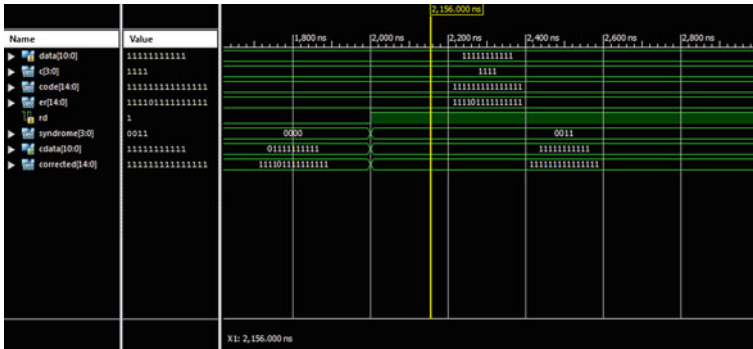 2,156.000 ns
Name Value 1,800 ns 2,000 ns 2,200 ns 2,400 ns 2,600 ns 2,800 ns
data[10:0] 11111111111 11111111111
c[3:0] 1111 1111
code[14:0] 111111111111111 111111111111111
er[14:0] 111101111111111 111101111111111
rd 1
syndrome[3:0] 0011 0000 0011
cdata[10:0] 11111111111 01111111111 11111111111
corrected[14:0] 111111111111111 111101111111111 111111111111111
X1: 2,156.000 ns